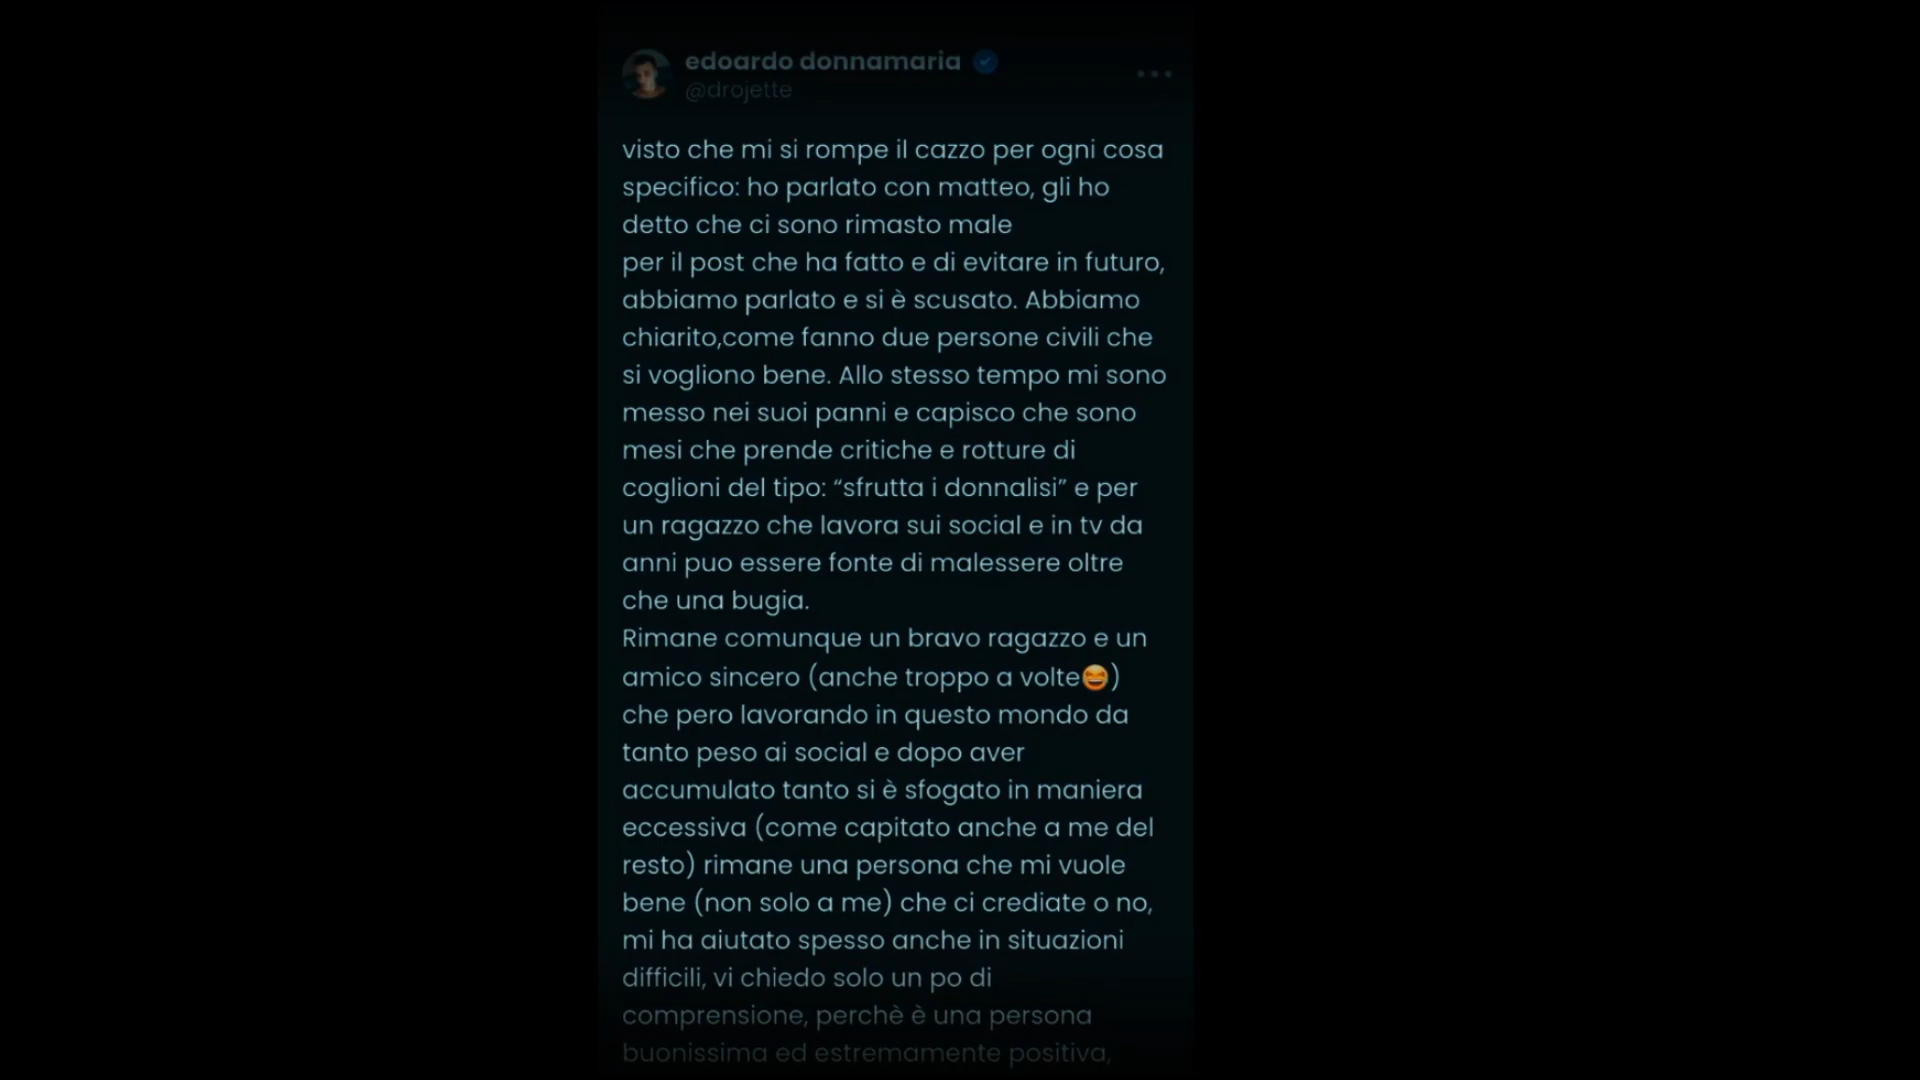 edoardo donnamaria
@drojette
visto che mi si rompe il cazzo per ogni cosa
specifico: ho parlato con matteo, gli ho
detto che ci sono rimasto male
per il post che ha fatto e di evitare in futuro,
abbiamo parlato e si è scusato. Abbiamo
chiarito,come fanno due persone civili che
si vogliono bene. Allo stesso tempo mi sono
messo nei suoi panni e capisco che sono
mesi che prende critiche e rotture di
coglioni del tipo: “sfrutta i donnalisi” e per
un ragazzo che lavora sui social e in tv da
anni puo essere fonte di malessere oltre
che una bugia.
Rimane comunque un bravo ragazzo e un
amico sincero (anche troppo a volte😆)
che pero lavorando in questo mondo da
tanto peso ai social e dopo aver
accumulato tanto si è sfogato in maniera
eccessiva (come capitato anche a me del
resto) rimane una persona che mi vuole
bene (non solo a me) che ci crediate o no,
mi ha aiutato spesso anche in situazioni
difficili, vi chiedo solo un po di
comprensione, perchè è una persona
buonissima ed estremamente positiva,